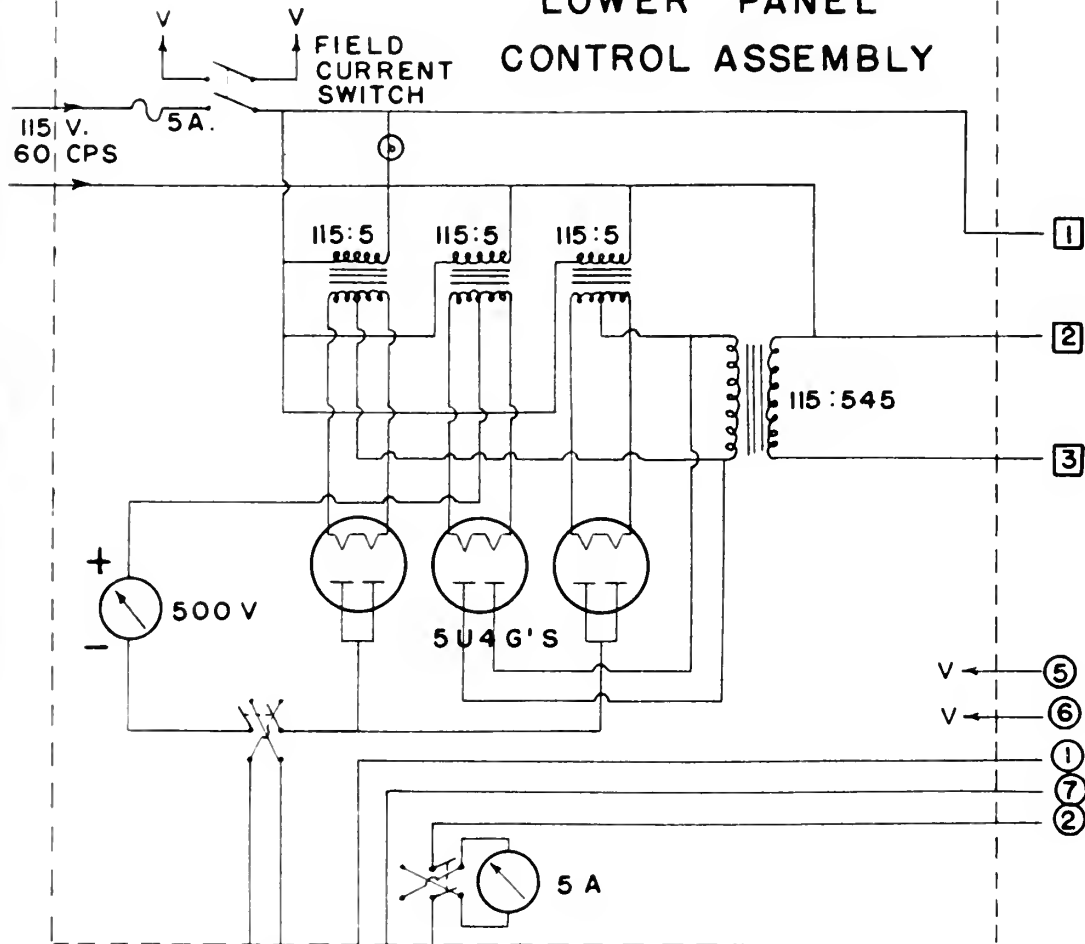 LOWER PANEL
CONTROL ASSEMBLY
V
V
FIELD
CURRENT
SWITCH
5A.
115 V.
60 CPS
115:5
115:5
115:5
1
2
115:545
3
+
500 V
-
5U4G'S
V
5
V
6
1
7
2
5 A